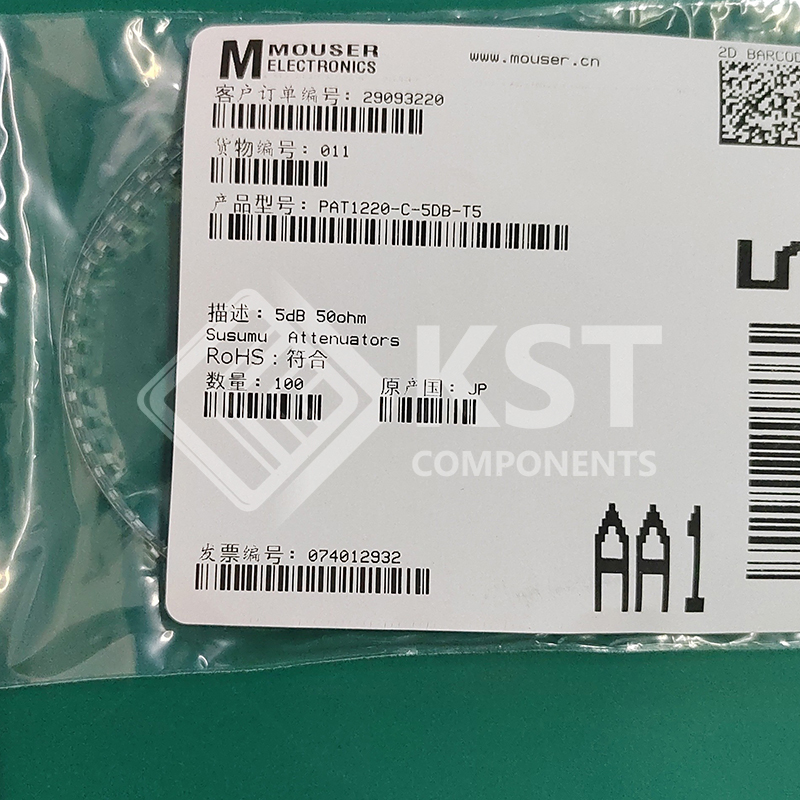 MOUSER
ELECTRONICS
www.mouser.cn
2D BARCOD
客户订单编号: 29093220
货物编号: 011
产品型号: PAT1220-C-5DB-T5
描述: 5dB 50ohm
Susumu Attenuators
RoHS: 符合
数量: 100
原产国: JP
KST
COMPONENTS
AA1
发票编号: 074012932